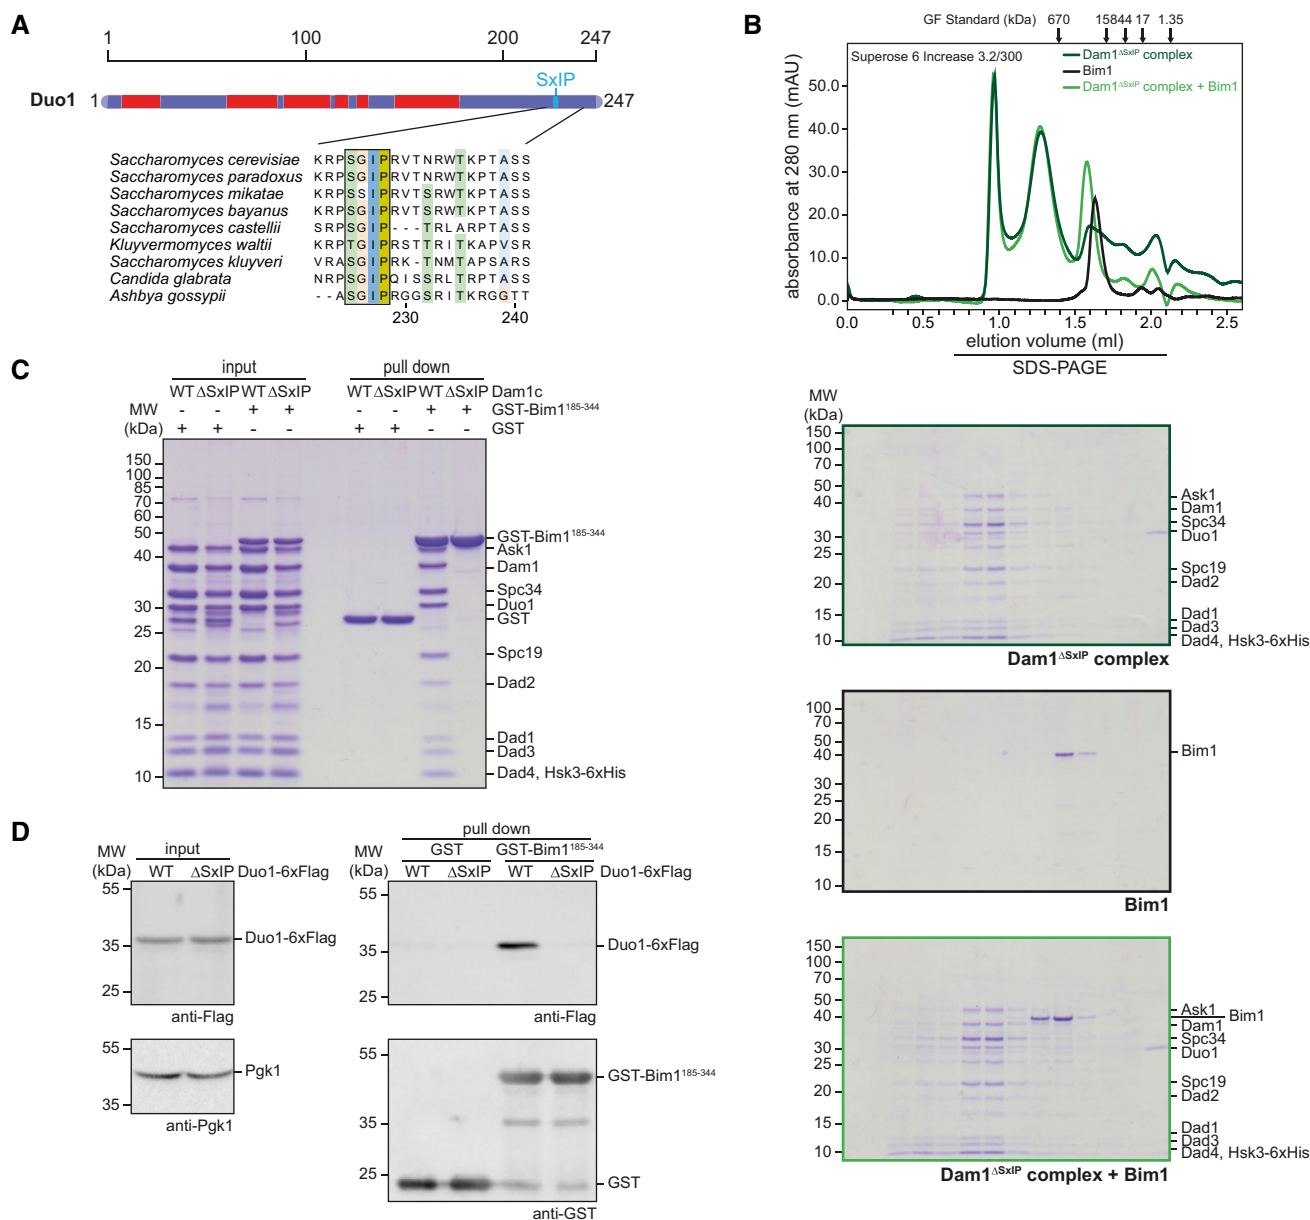 A
1 100 200 247
SxIP
Duo1 1 247
Saccharomyces cerevisiae KRPSGIPRVTNRWTKPTASS
Saccharomyces paradoxus KRPSGIPRVTNRWTKPTASS
Saccharomyces mikatae KRPSSIPRVTSRWTKPTASS
Saccharomyces bayanus KRPSGIPRVTSRWTKPTASS
Saccharomyces castellii SRPSGIP---TRLARPTASS
Kluyvermomyces waltii KRPTGIPRSTTRITKAPVSR
Saccharomyces kluyveri VRASGIPRK-TNMTAPSARS
Candida glabrata NRPSGIPQISSRLTRPTASS
Ashbya gossypii --ASGIPRGGSRITKRGGTT
230 240
B
GF Standard (kDa) 670 158 44 17 1.35
Superose 6 Increase 3.2/300
Dam1ΔSxIP complex
Bim1
Dam1ΔSxIP complex + Bim1
absorbance at 280 nm (mAU)
50.0
40.0
30.0
20.0
10.0
0.0
0.0 0.5 1.0 1.5 2.0 2.5
elution volume (ml)
SDS-PAGE
MW
(kDa)
150
100
70
50
40
30
25
20
15
10
Ask1
Dam1
Spc34
Duo1
Spc19
Dad2
Dad1
Dad3
Dad4, Hsk3-6xHis
Dam1ΔSxIP complex
100
70
50
40
30
25
20
15
10
Bim1
Bim1
150
100
70
50
40
30
25
20
15
10
Ask1
Bim1
Dam1
Spc34
Duo1
Spc19
Dad2
Dad1
Dad3
Dad4, Hsk3-6xHis
Dam1ΔSxIP complex + Bim1
C
input pull down
WT ΔSxIP WT ΔSxIP WT ΔSxIP WT ΔSxIP Dam1c
MW - - + + - - + + GST-Bim1185-344
(kDa) + + - - + + - - GST
150
100
85
70
60
50
40
30
25
20
15
10
GST-Bim1185-344
Ask1
Dam1
Spc34
Duo1
GST
Spc19
Dad2
Dad1
Dad3
Dad4, Hsk3-6xHis
D
MW
(kDa)
input
WT ΔSxIP Duo1-6xFlag
55
35
25
Duo1-6xFlag
anti-Flag
55
35
Pgk1
anti-Pgk1
pull down
MW
(kDa)
GST GST-Bim1185-344
WT ΔSxIP WT ΔSxIP Duo1-6xFlag
55
35
25
Duo1-6xFlag
anti-Flag
55
35
25
GST-Bim1185-344
GST
anti-GST